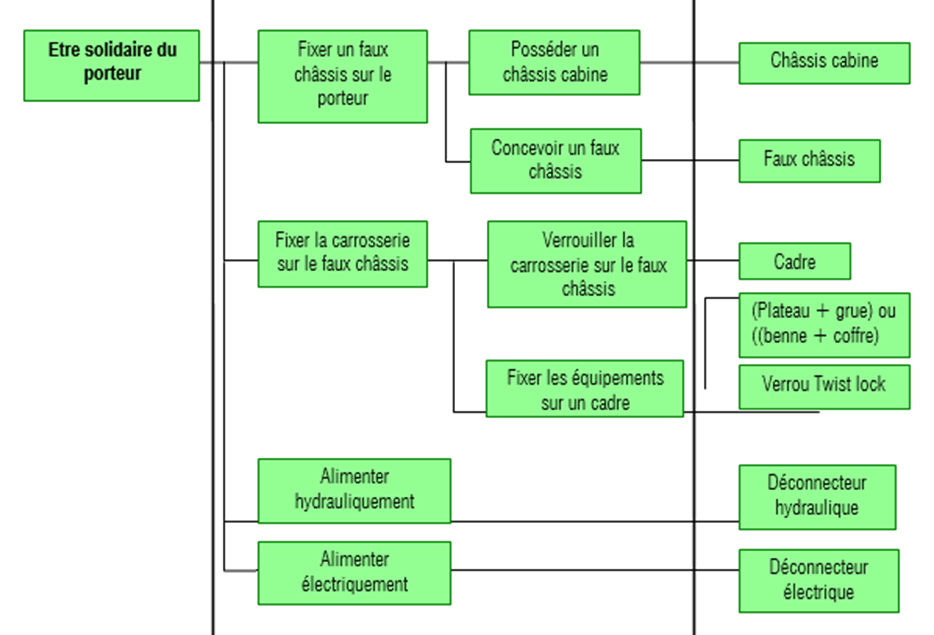 Etre solidaire du
porteur
Fixer un faux
châssis sur le
porteur
Posséder un
châssis cabine
Châssis cabine
Concevoir un faux
châssis
Faux châssis
Fixer la carrosserie
sur le faux châssis
Verrouiller la
carrosserie sur le faux
châssis
Cadre
(Plateau + grue) ou
((benne + coffre)
Fixer les équipements
sur un cadre
Verrou Twist lock
Alimenter
hydrauliquement
Déconnecteur
hydraulique
Alimenter
électriquement
Déconnecteur
électrique